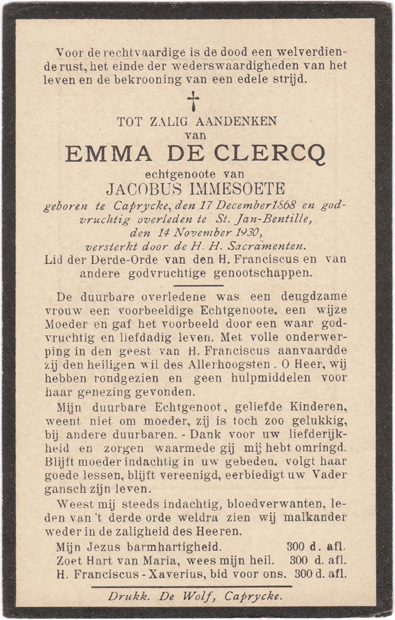 Voor de rechtvaardige is de dood een welverdien-
de rust, het einde der wederswaardigheden van het
leven en de bekrooning van een edele strijd.
TOT ZALIG AANDENKEN
van
EMMA DE CLERCQ
echtgenoote van
JACOBUS IMMESOETE
geboren te Caprycke, den 17 December 1868 en god-
vruchtig overleden te St. Jan-Bentille,
den 14 November 1930,
versterkt door de H. H. Sacramenten.
Lid der Derde-Orde van den H. Franciscus en van
andere godvruchtige genootschappen.
De duurbare overledene was een deugdzame
vrouw een voorbeeldige Echtgenoote, een wijze
Moeder en gaf het voorbeeld door een waar god-
vruchtig en liefdadig leven. Met volle onderwer-
ping in den geest van H. Franciscus aanvaardde
zij den heiligen wil des Allerhoogsten. O Heer, wij
hebben rondgezien en geen hulpmiddelen voor
haar genezing gevonden.
Mijn duurbare Echtgenoot, geliefde Kinderen,
weent niet om moeder, zij is toch zoo gelukkig,
bij andere duurbaren. - Dank voor uw liefderijk-
heid en zorgen waarmede gij mij hebt omringd.
Blijft moeder indachtig in uw gebeden, volgt haar
goede lessen, blijft vereenigd, eerbiedigt uw Vader
gansch zijn leven.
Weest mij steeds indachtig, bloedverwanten, le-
den van 't derde orde weldra zien wij malkander
weder in de zaligheid des Heeren.
Mijn Jezus barmhartigheid. 300 d. afl.
Zoet Hart van Maria, wees mijn heil. 300 d. afl.
H. Franciscus - Xaverius, bid voor ons. 300 d. afl.
Drukk. De Wolf, Caprycke.